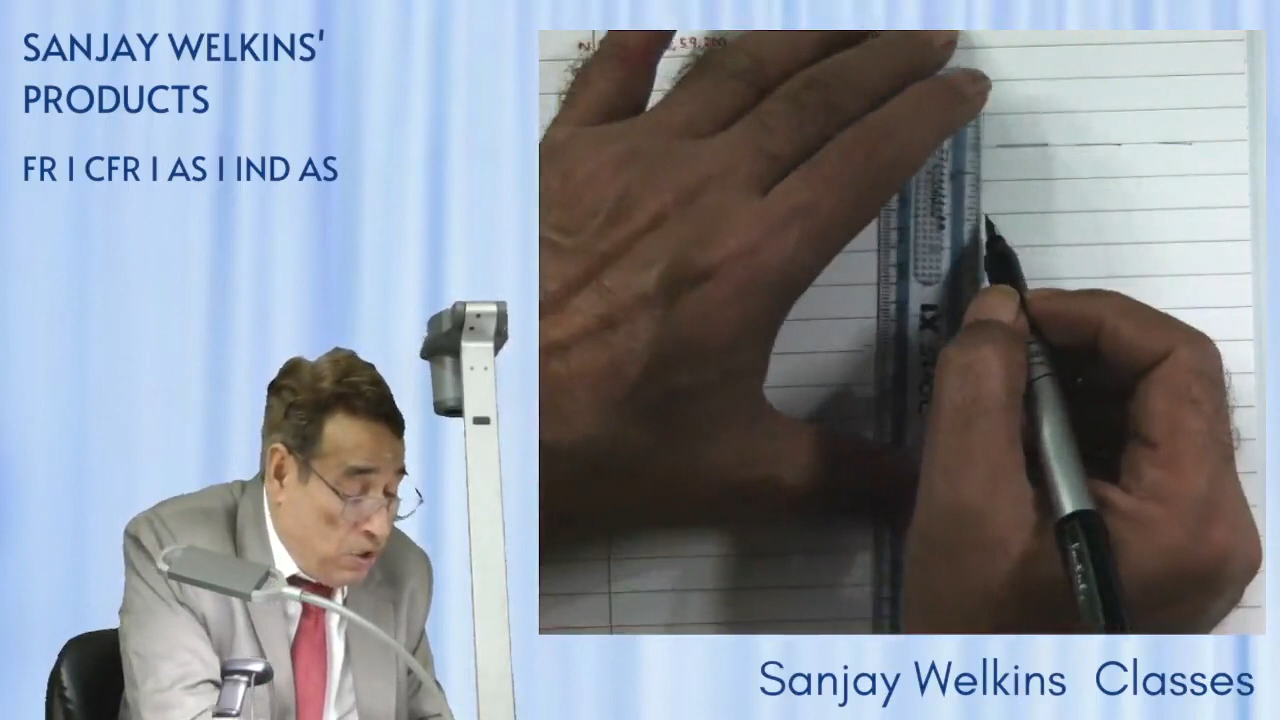 SANJAY WELKINS'
PRODUCTS
FR I CFR I AS I IND AS
Sanjay Welkins Classes